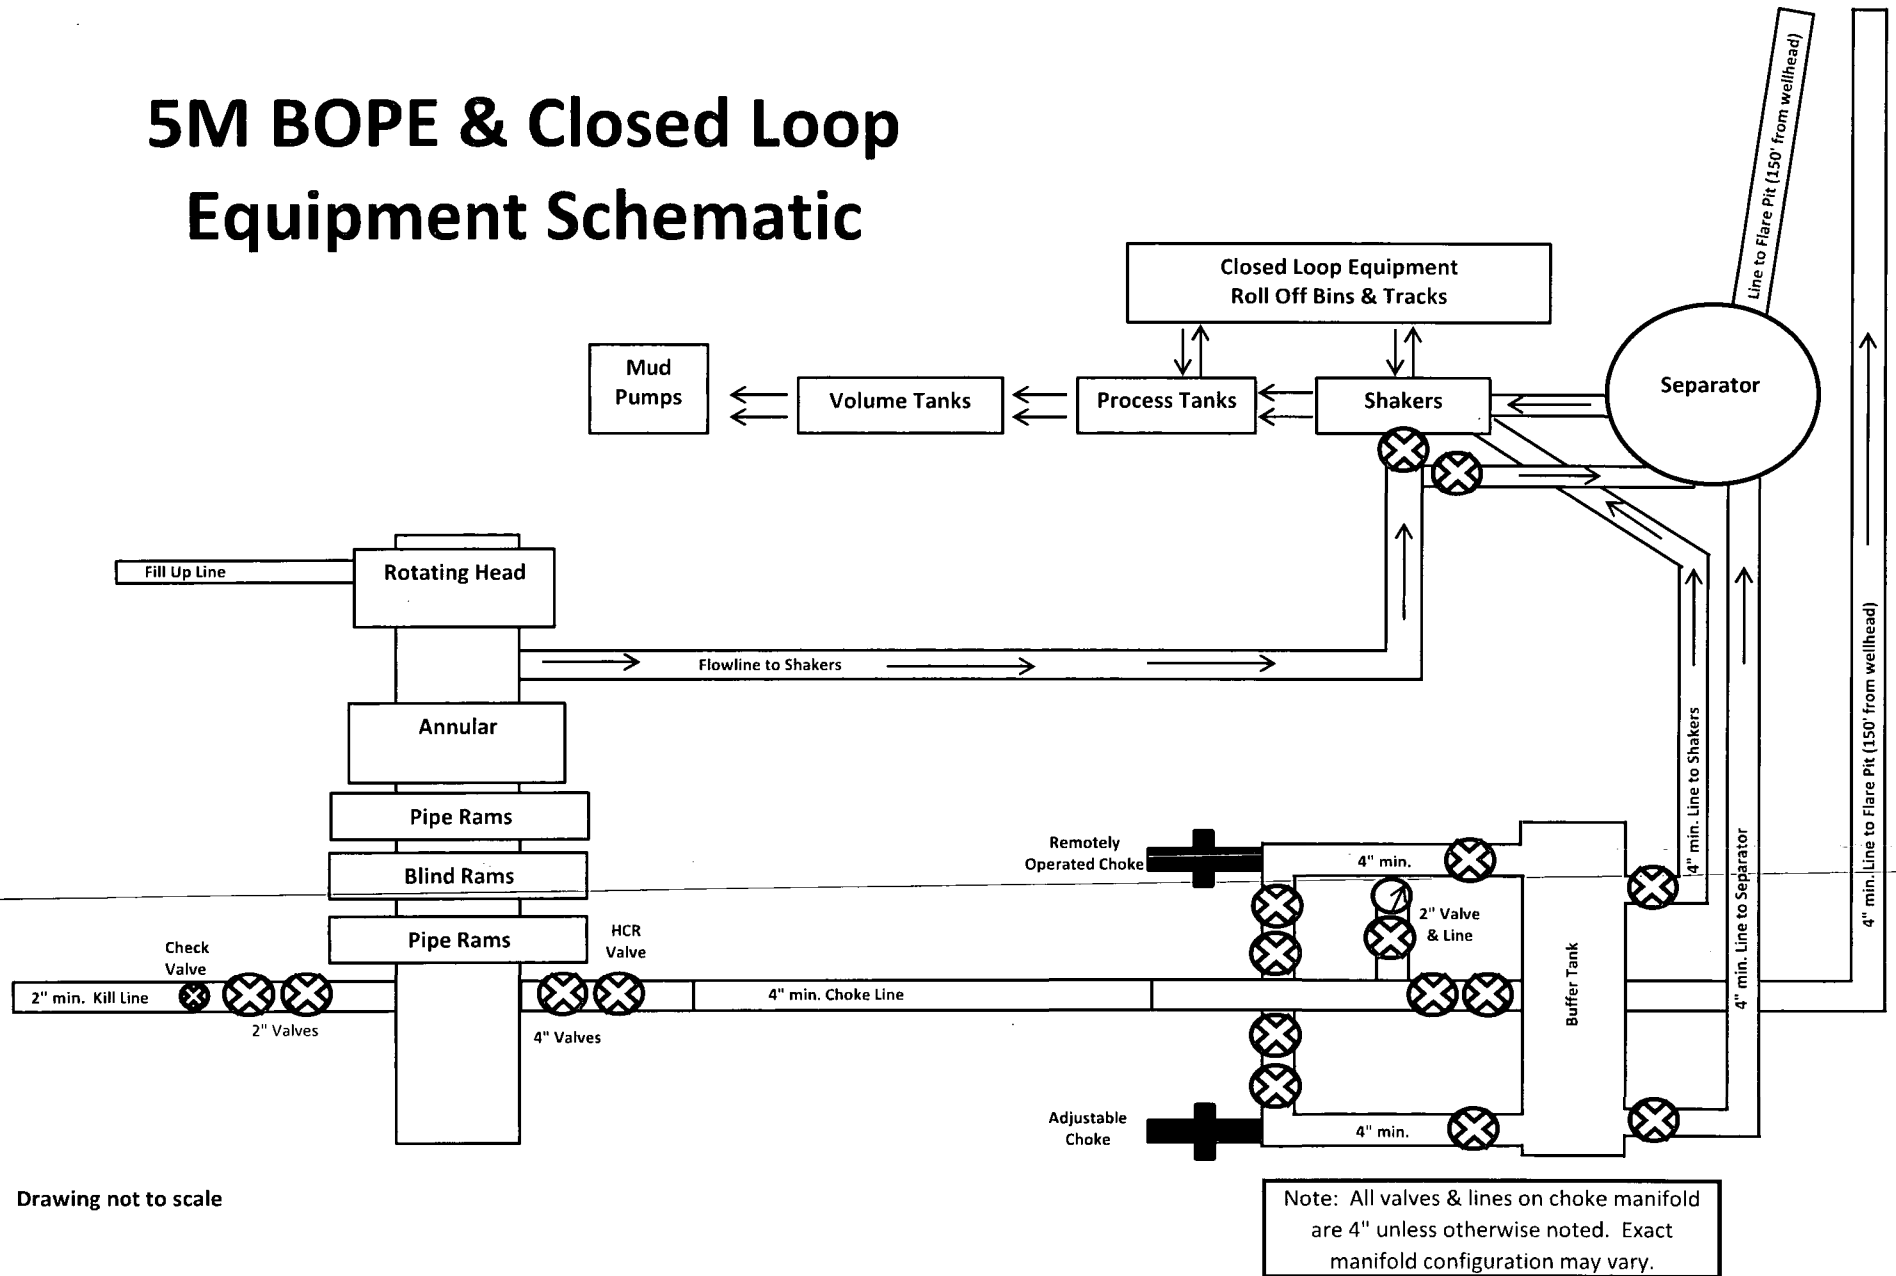 5M BOPE & Closed Loop
Equipment Schematic
Line to Flare Pit (150' from wellhead)
Closed Loop Equipment
Roll Off Bins & Tracks
Mud
Pumps
Volume Tanks
Process Tanks
Shakers
Separator
Fill Up Line
Rotating Head
Flowline to Shakers
Annular
Pipe Rams
Blind Rams
Pipe Rams
Check
Valve
HCR
Valve
2" min. Kill Line
2" Valves
4" Valves
4" min. Choke Line
Remotely
Operated Choke
4" min.
2" Valve
& Line
Buffer Tank
4" min. Line to Shakers
4" min. Line to Separator
4" min. Line to Flare Pit (150' from wellhead)
Adjustable
Choke
4" min.
Drawing not to scale
Note: All valves & lines on choke manifold
are 4" unless otherwise noted. Exact
manifold configuration may vary.